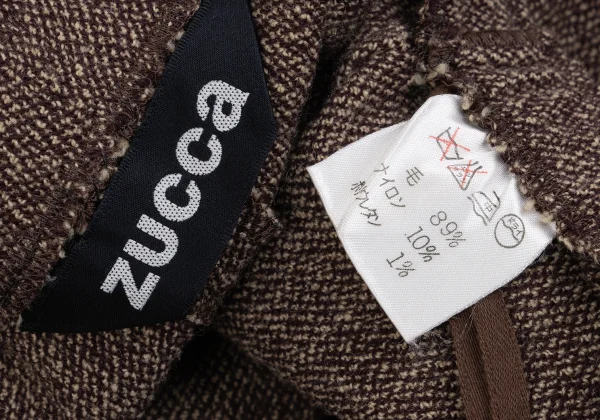 zucca
毛 89%
ナイロン 10%
ポリウレタン 1%